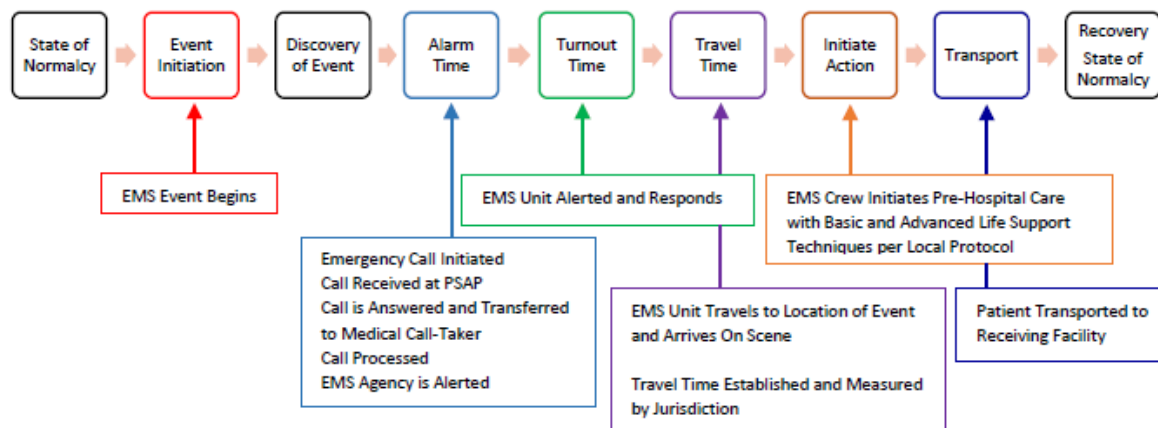 State of
Normalcy
Event
Initiation
Discovery
of Event
Alarm
Time
Turnout
Time
Travel
Time
Initiate
Action
Transport
Recovery
State of
Normalcy
EMS Event Begins
EMS Unit Alerted and Responds
EMS Crew Initiates Pre-Hospital Care
with Basic and Advanced Life Support
Techniques per Local Protocol
Emergency Call Initiated
Call Received at PSAP
Call is Answered and Transferred
to Medical Call-Taker
Call Processed
EMS Agency is Alerted
EMS Unit Travels to Location of Event
and Arrives On Scene
Travel Time Established and Measured
by Jurisdiction
Patient Transported to
Receiving Facility